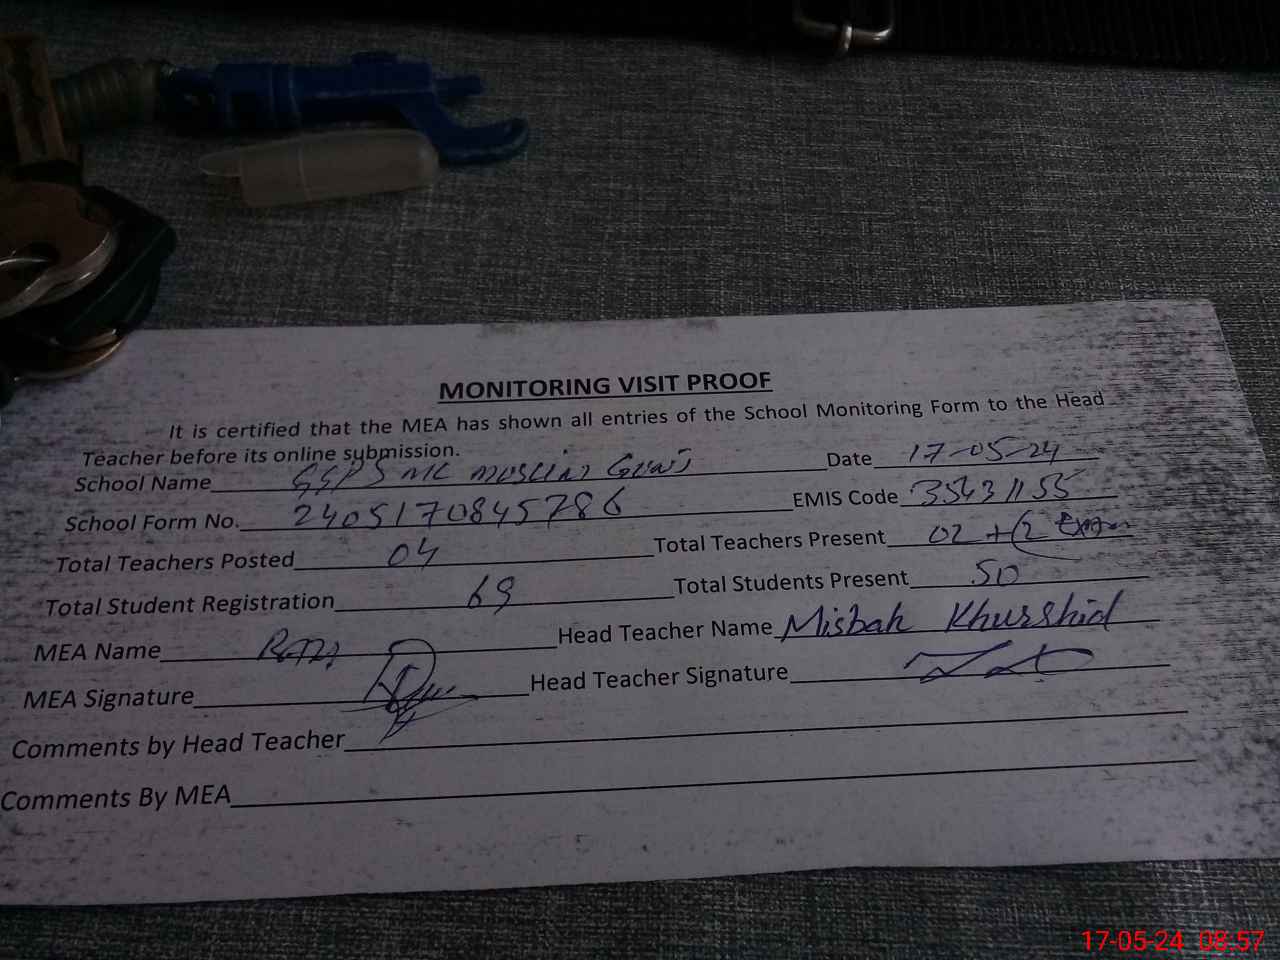 MONITORING VISIT PROOF
It is certified that the MEA has shown all entries of the School Monitoring Form to the Head
Teacher before its online submission.
School Name GGPS MC MUSLIM Date 17-05-24
School Form No. 2405170845786 EMIS Code 35431155
Total Teachers Posted 04 Total Teachers Present 02 + (2 Exam
Total Student Registration 69 Total Students Present 50
MEA Name Head Teacher Name Misbah Khurshid
MEA Signature Head Teacher Signature
Comments by Head Teacher
Comments By MEA
17-05-24 08:57